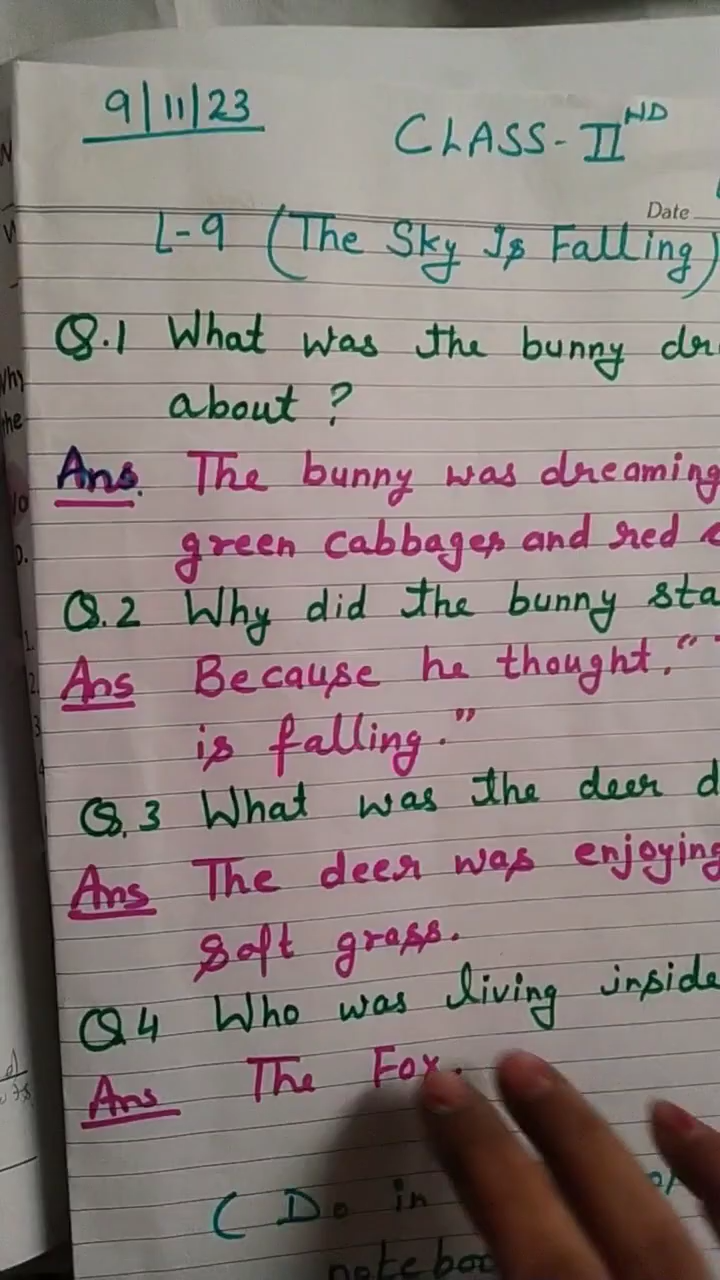 9/11/23
CLASS-II ND
Date
L-9 (The Sky Is Falling)
Q.1 What was the bunny
about ?
Ans. The bunny was dreaming
green cabbages and red
Q.2 Why did the bunny
Ans Because he thought, "
is falling."
Q.3 What was the deer
Ans The deer was enjoying
soft grass.
Q4 Who was living inside
Ans The Fox.
( Do in